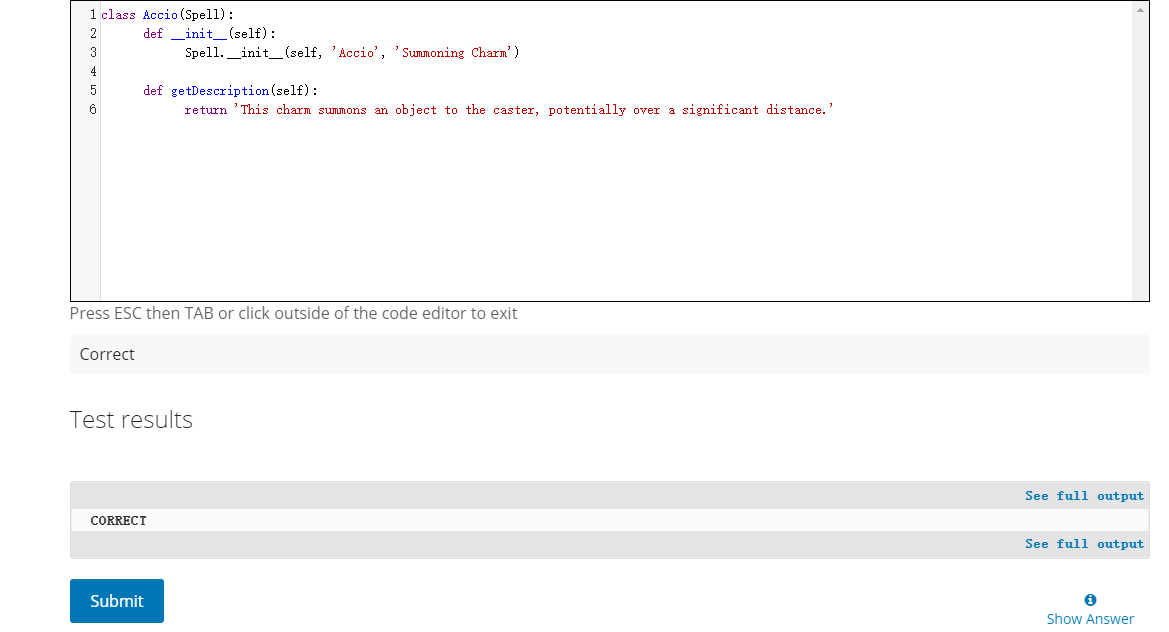 1 class Accio(Spell):
2 def __init__(self):
3 Spell.__init__(self, 'Accio', 'Summoning Charm')
4
5 def getDescription(self):
6 return 'This charm summons an object to the caster, potentially over a significant distance.'
Press ESC then TAB or click outside of the code editor to exit
Correct
Test results
See full output
CORRECT
See full output
Submit
Show Answer